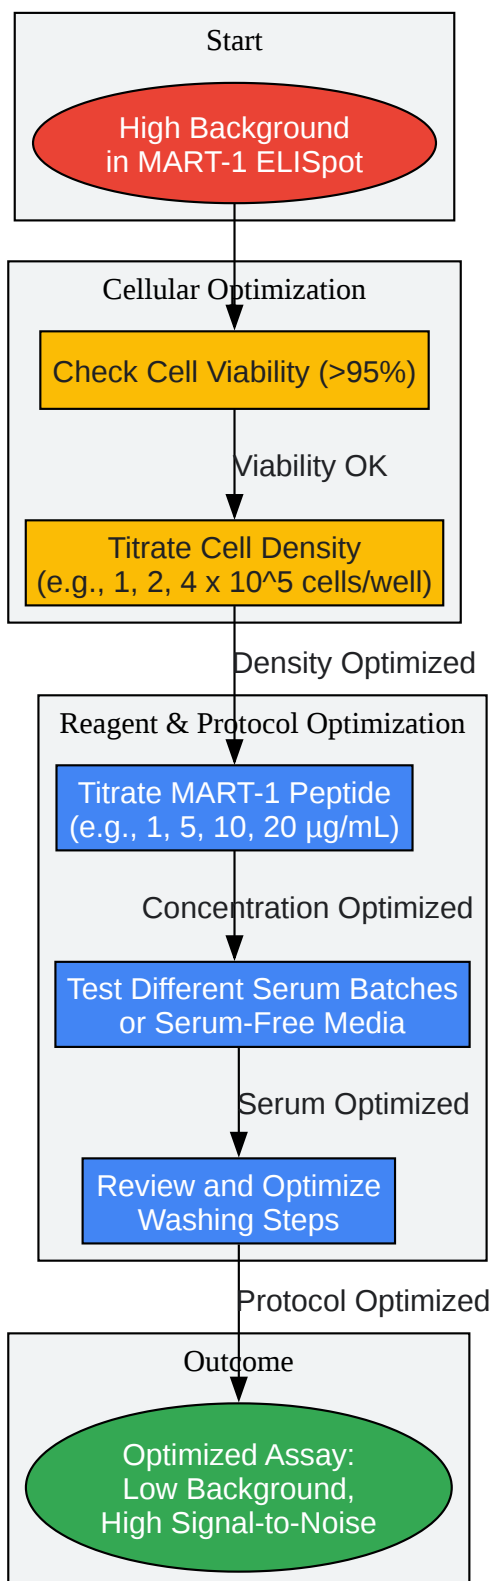 Start
High Background
in MART-1 ELISpot
Cellular Optimization
Check Cell Viability (>95%)
Viability OK
Titrate Cell Density
(e.g., 1, 2, 4 x 10^5 cells/well)
Density Optimized
Reagent & Protocol Optimization
Titrate MART-1 Peptide
(e.g., 1, 5, 10, 20 µg/mL)
Concentration Optimized
Test Different Serum Batches
or Serum-Free Media
Serum Optimized
Review and Optimize
Washing Steps
Protocol Optimized
Outcome
Optimized Assay:
Low Background,
High Signal-to-Noise